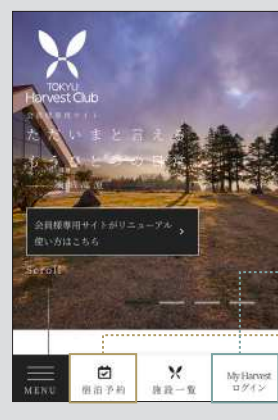 TOKYU
Harvest Club
会員様専用サイト
ただいまと言える
もうひとつの場所
会員様専用サイトがリニューアル
使い方はこちら
Scroll
MENU
宿泊予約
施設一覧
My Harvest
ログイン